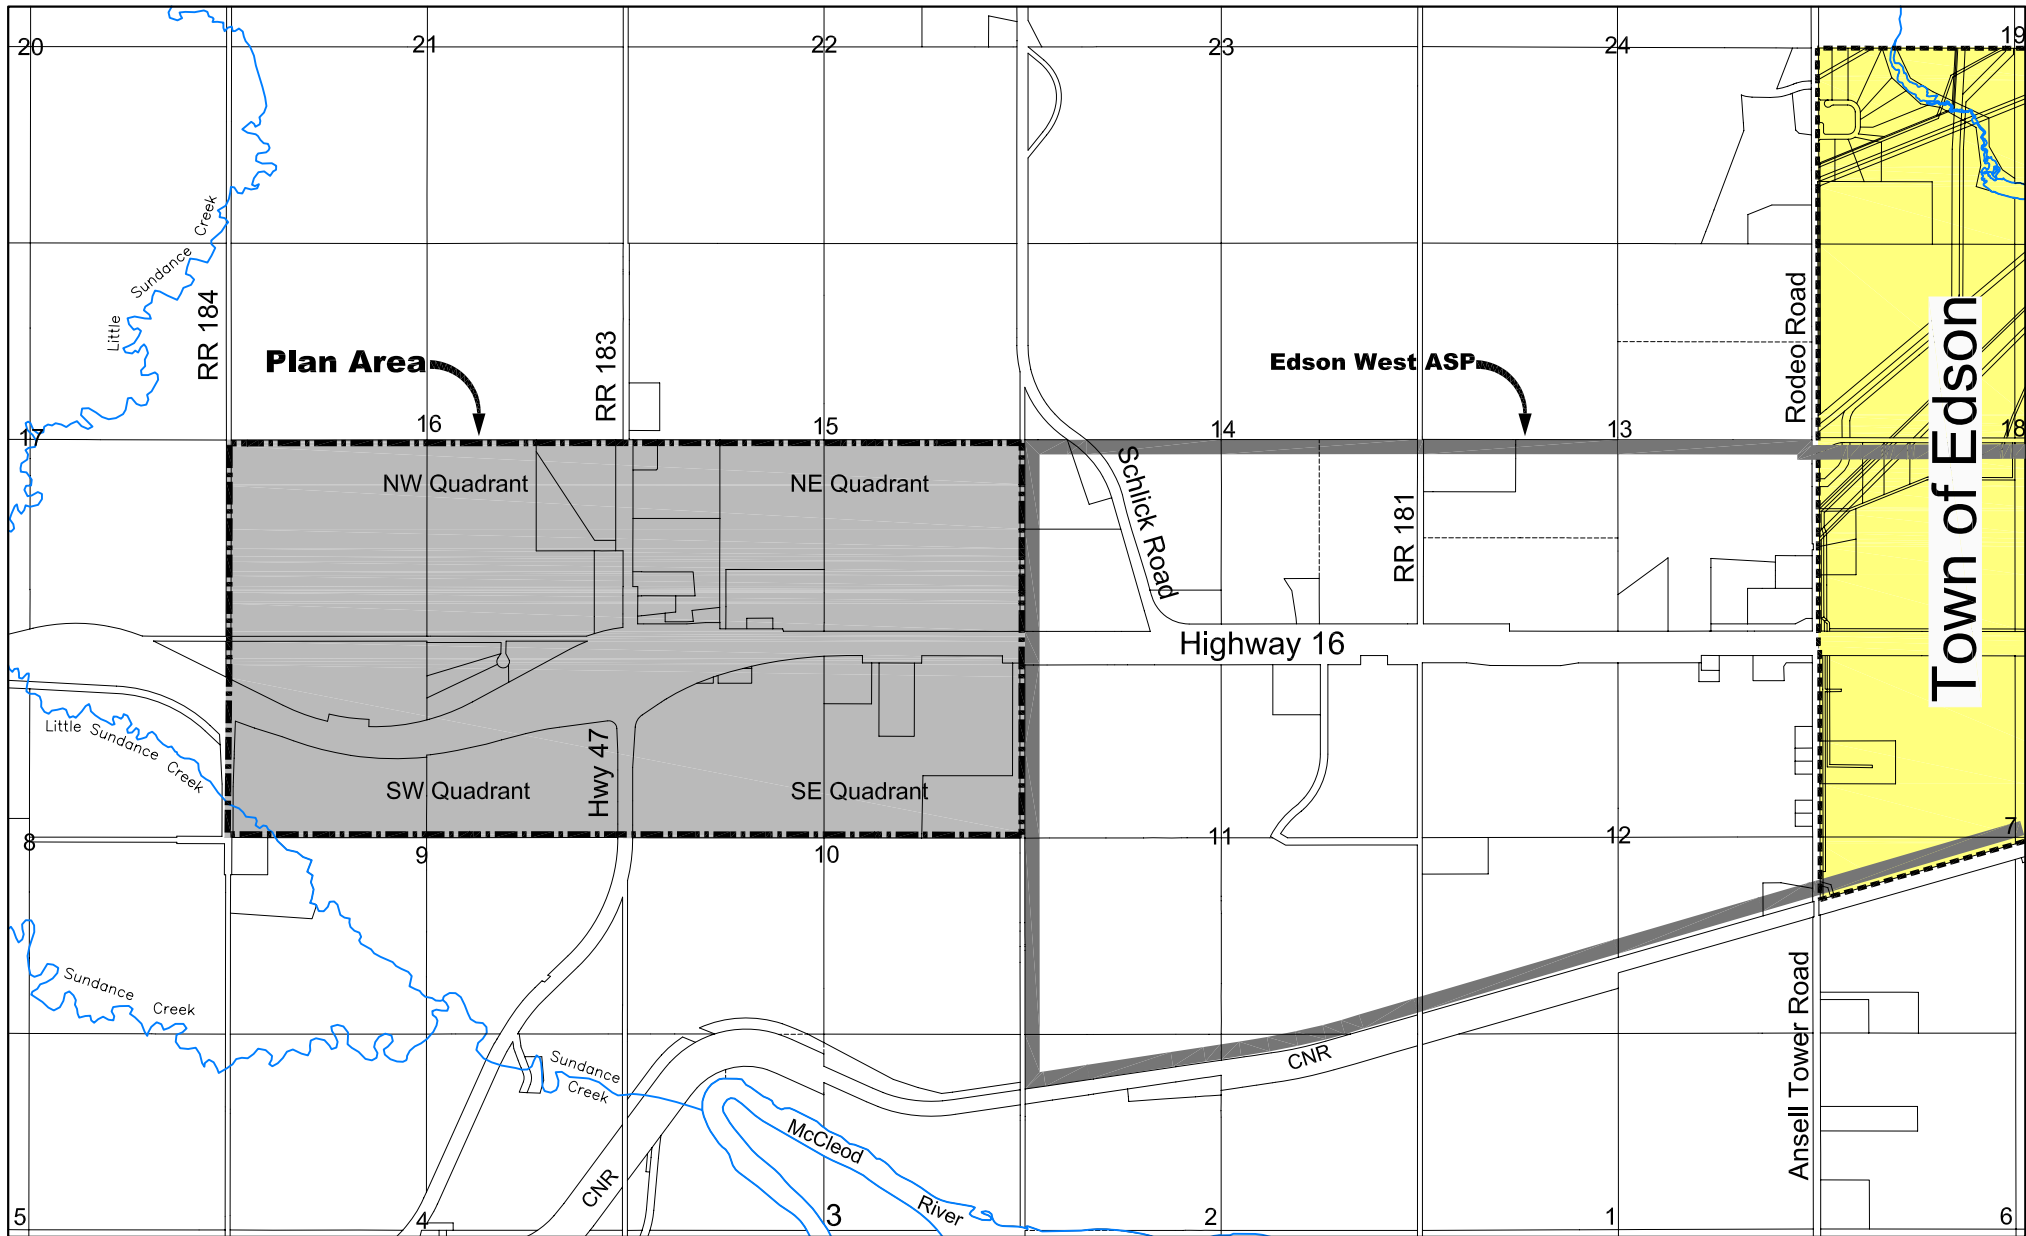 20
21
22
23
24
19
Little Sundance Creek
RR 184
RR 183
Plan Area
Edson West ASP
Rodeo Road
Town of Edson
17
16
15
14
13
18
NW Quadrant
NE Quadrant
Schlick Road
RR 181
Highway 16
Little Sundance Creek
Hwy 47
SW Quadrant
SE Quadrant
8
9
10
11
12
7
Sundance Creek
Sundance
Creek
CNR
CNR
McCleod
River
Ansell Tower Road
5
4
3
2
1
6